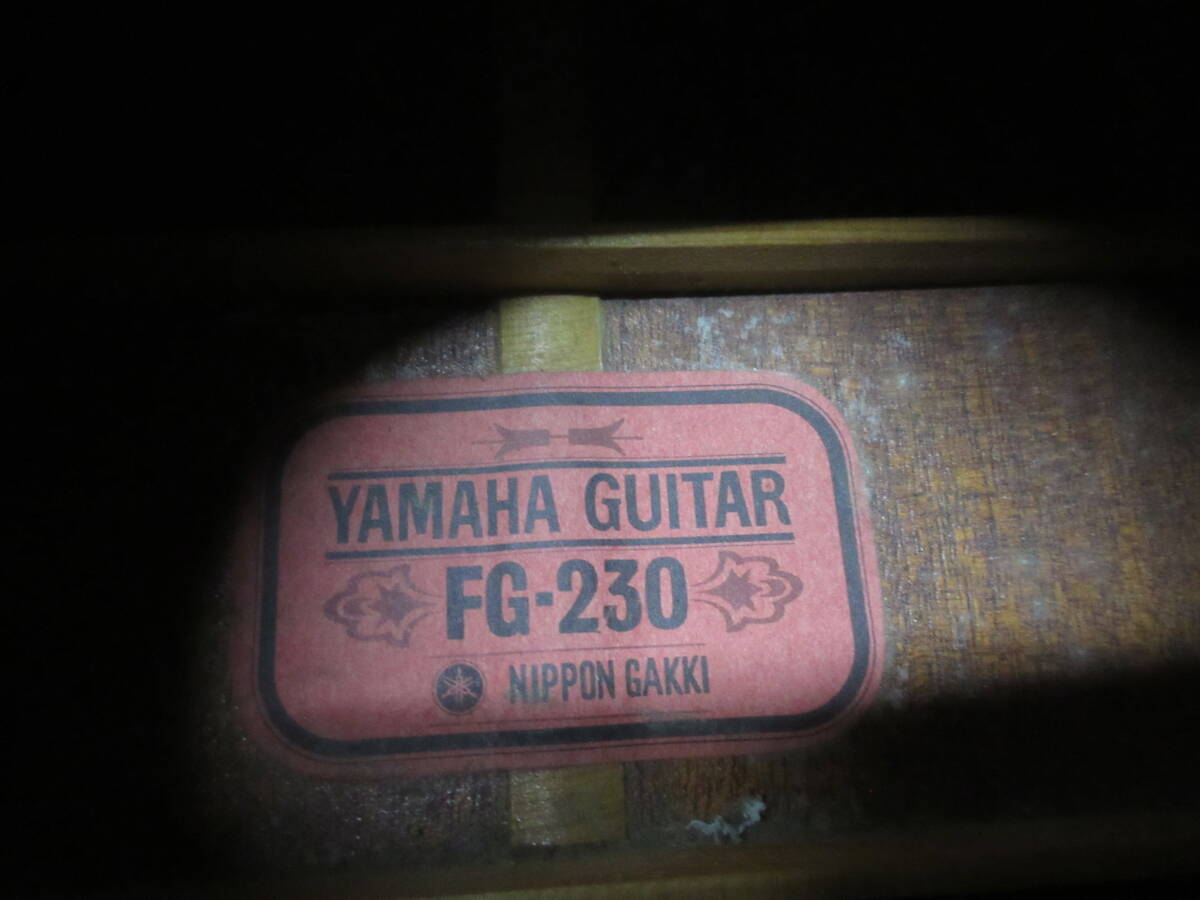 YAMAHA GUITAR
FG-230
NIPPON GAKKI